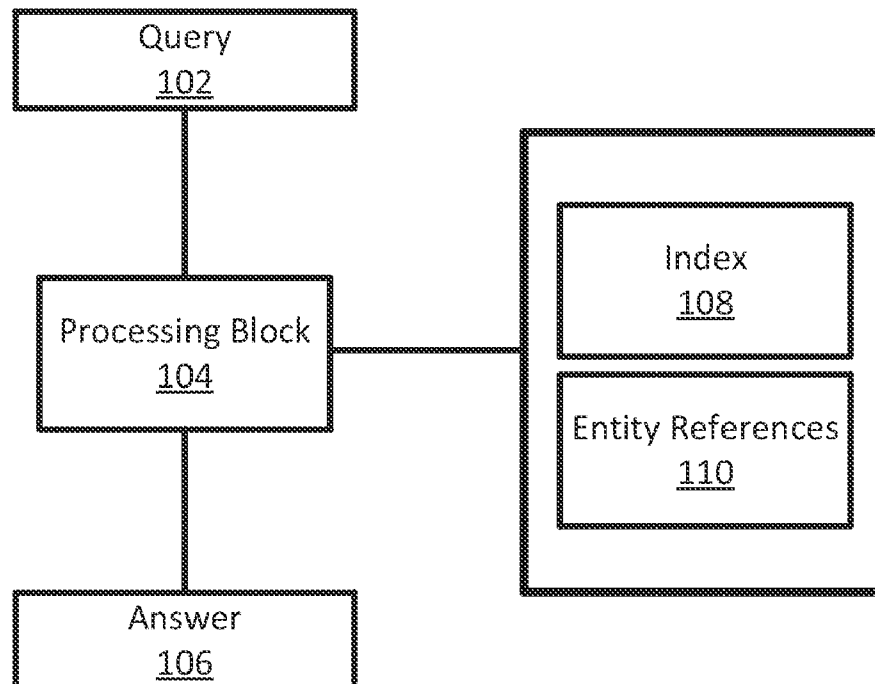 Query
102
Processing Block
104
Index
108
Entity References
110
Answer
106